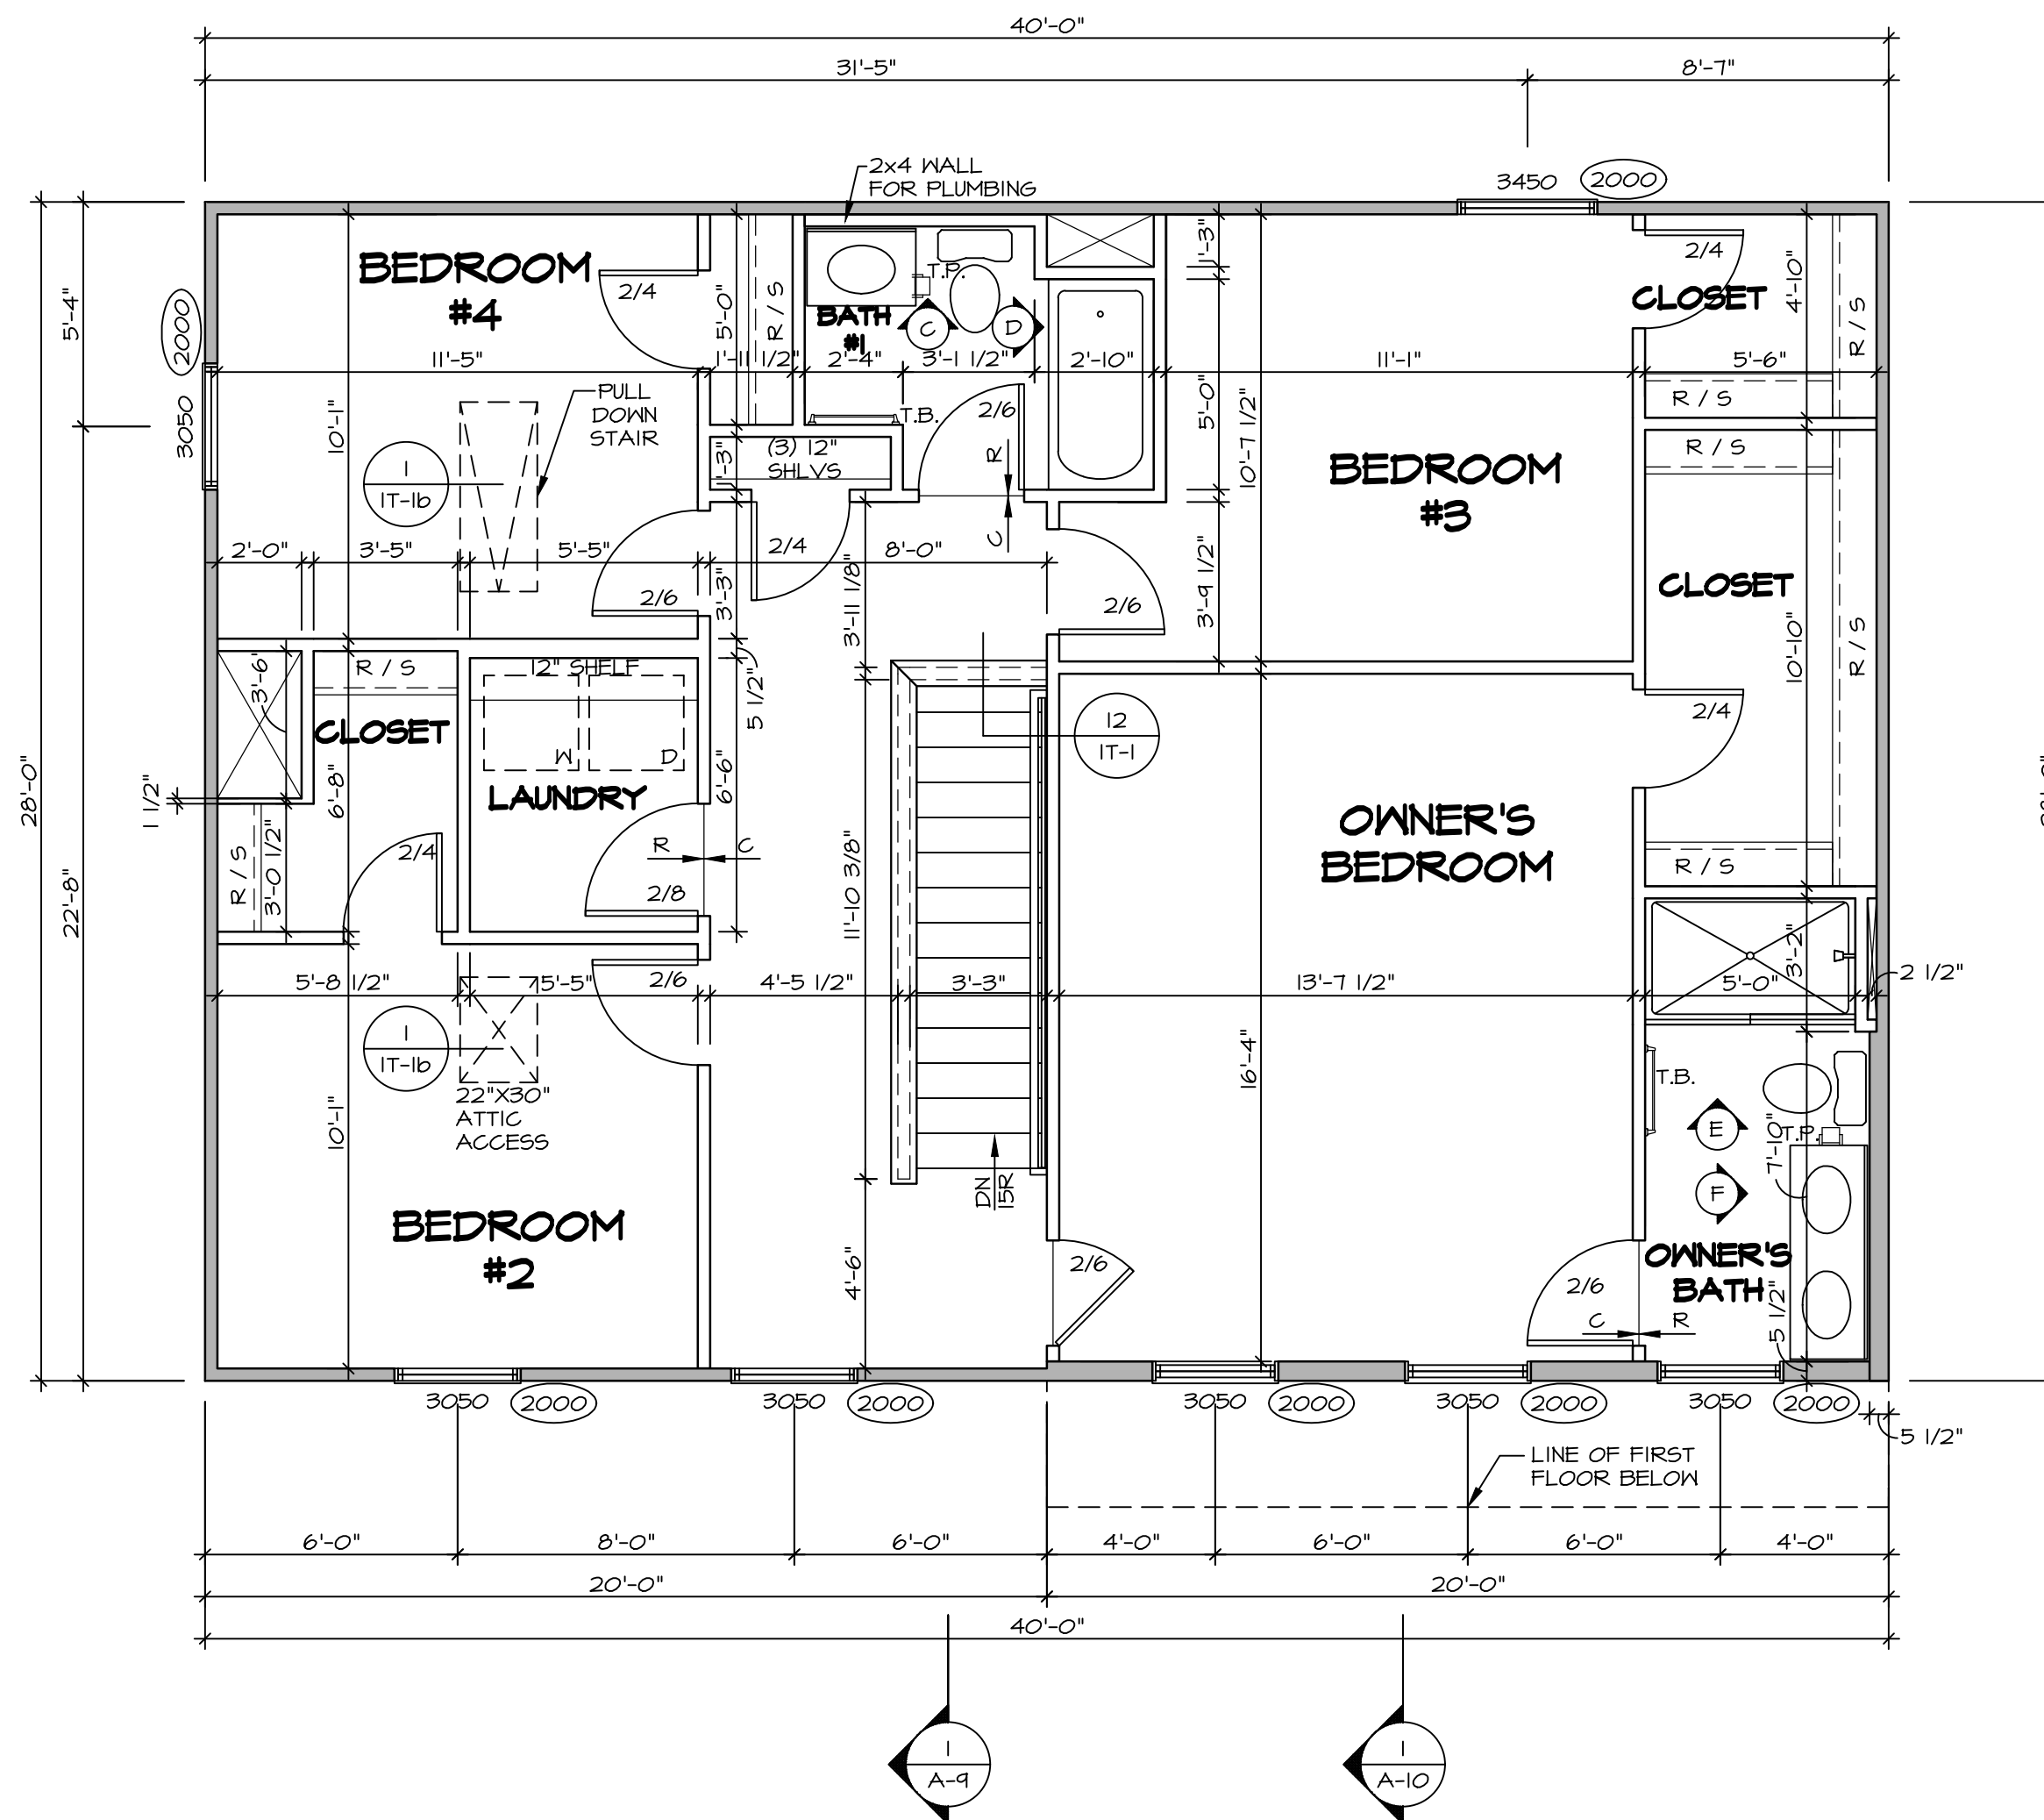 40'-0"
31'-5"
8'-7"
2x4 WALL
FOR PLUMBING
3450
2000
BEDROOM
#4
2/4
5'-0"
R / S
T.P.
BATH
#1
C
D
1'-3"
2/4
CLOSET
4'-10"
R / S
5'-4"
2000
3050
11'-5"
1'-11 1/2"
2'-4"
3'-1 1/2"
2'-10"
11'-1"
5'-6"
PULL
DOWN
STAIR
10'-1"
T.B.
2/6
5'-0"
10'-7 1/2"
R / S
1
1T-1b
(3) 12"
SHLVS
1'-3"
R
C
BEDROOM
#3
R / S
CLOSET
2'-0"
3'-5"
5'-5"
2/4
8'-0"
2/6
3'-3"
3'-11 1/8"
2/6
3'-9 1/2"
10'-10"
R / S
3'-6"
R / S
12" SHELF
5 1/2"
CLOSET
W
D
12
1T-1
2/4
28'-0"
22'-8"
1 1/2"
6'-8"
LAUNDRY
6'-6"
OWNER'S
BEDROOM
R / S
3'-0 1/2"
2/4
R
C
2/8
11'-10 3/8"
R / S
5'-8 1/2"
5'-5"
2/6
4'-5 1/2"
3'-3"
13'-7 1/2"
3'-2"
5'-0"
2 1/2"
1
1T-1b
22"X30"
ATTIC
ACCESS
10'-1"
16'-4"
T.B.
E
T.P.
7'-10"
F
DN
15R
BEDROOM
#2
4'-6"
2/6
2/6
OWNER'S
BATH
C
R
5 1/2"
3050
2000
3050
2000
3050
2000
3050
2000
3050
2000
5 1/2"
LINE OF FIRST
FLOOR BELOW
6'-0"
8'-0"
6'-0"
4'-0"
6'-0"
6'-0"
4'-0"
20'-0"
20'-0"
40'-0"
1
A-9
1
A-10